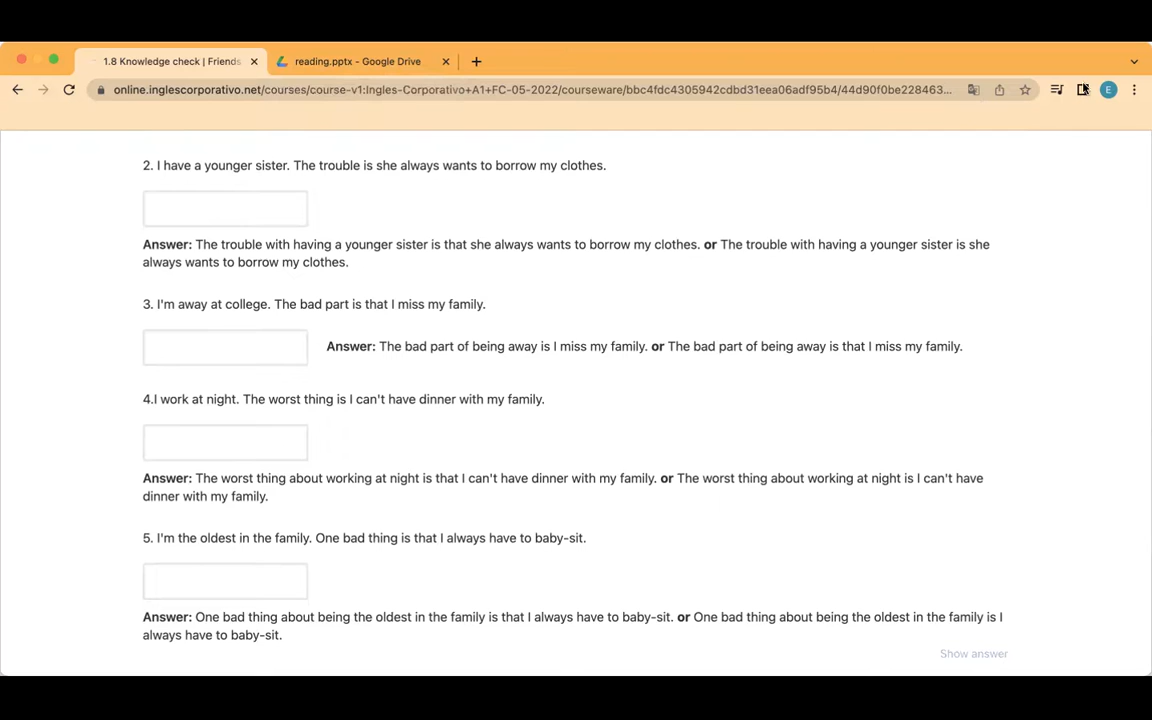 1.8 Knowledge check | Friends
reading.pptx - Google Drive
online.inglescorporativo.net/courses/course-v1:Ingles-Corporativo+A1+FC-05-2022/courseware/bbc4fdc4305942cdbd31eea06adf95b4/44d90f0be228463...
E
2. I have a younger sister. The trouble is she always wants to borrow my clothes.
Answer: The trouble with having a younger sister is that she always wants to borrow my clothes. or The trouble with having a younger sister is she
always wants to borrow my clothes.
3. I'm away at college. The bad part is that I miss my family.
Answer: The bad part of being away is I miss my family. or The bad part of being away is that I miss my family.
4.I work at night. The worst thing is I can't have dinner with my family.
Answer: The worst thing about working at night is that I can't have dinner with my family. or The worst thing about working at night is I can't have
dinner with my family.
5. I'm the oldest in the family. One bad thing is that I always have to baby-sit.
Answer: One bad thing about being the oldest in the family is that I always have to baby-sit. or One bad thing about being the oldest in the family is I
always have to baby-sit.
Show answer